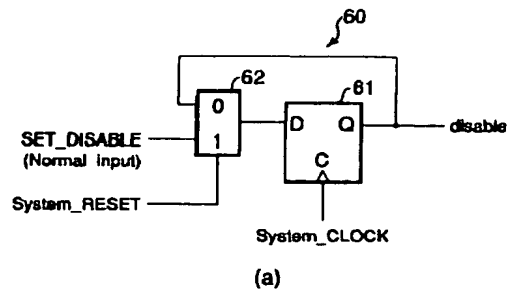 60
62
61
0
1
D
Q
C
disable
SET_DISABLE
(Normal input)
System_RESET
System_CLOCK
(a)